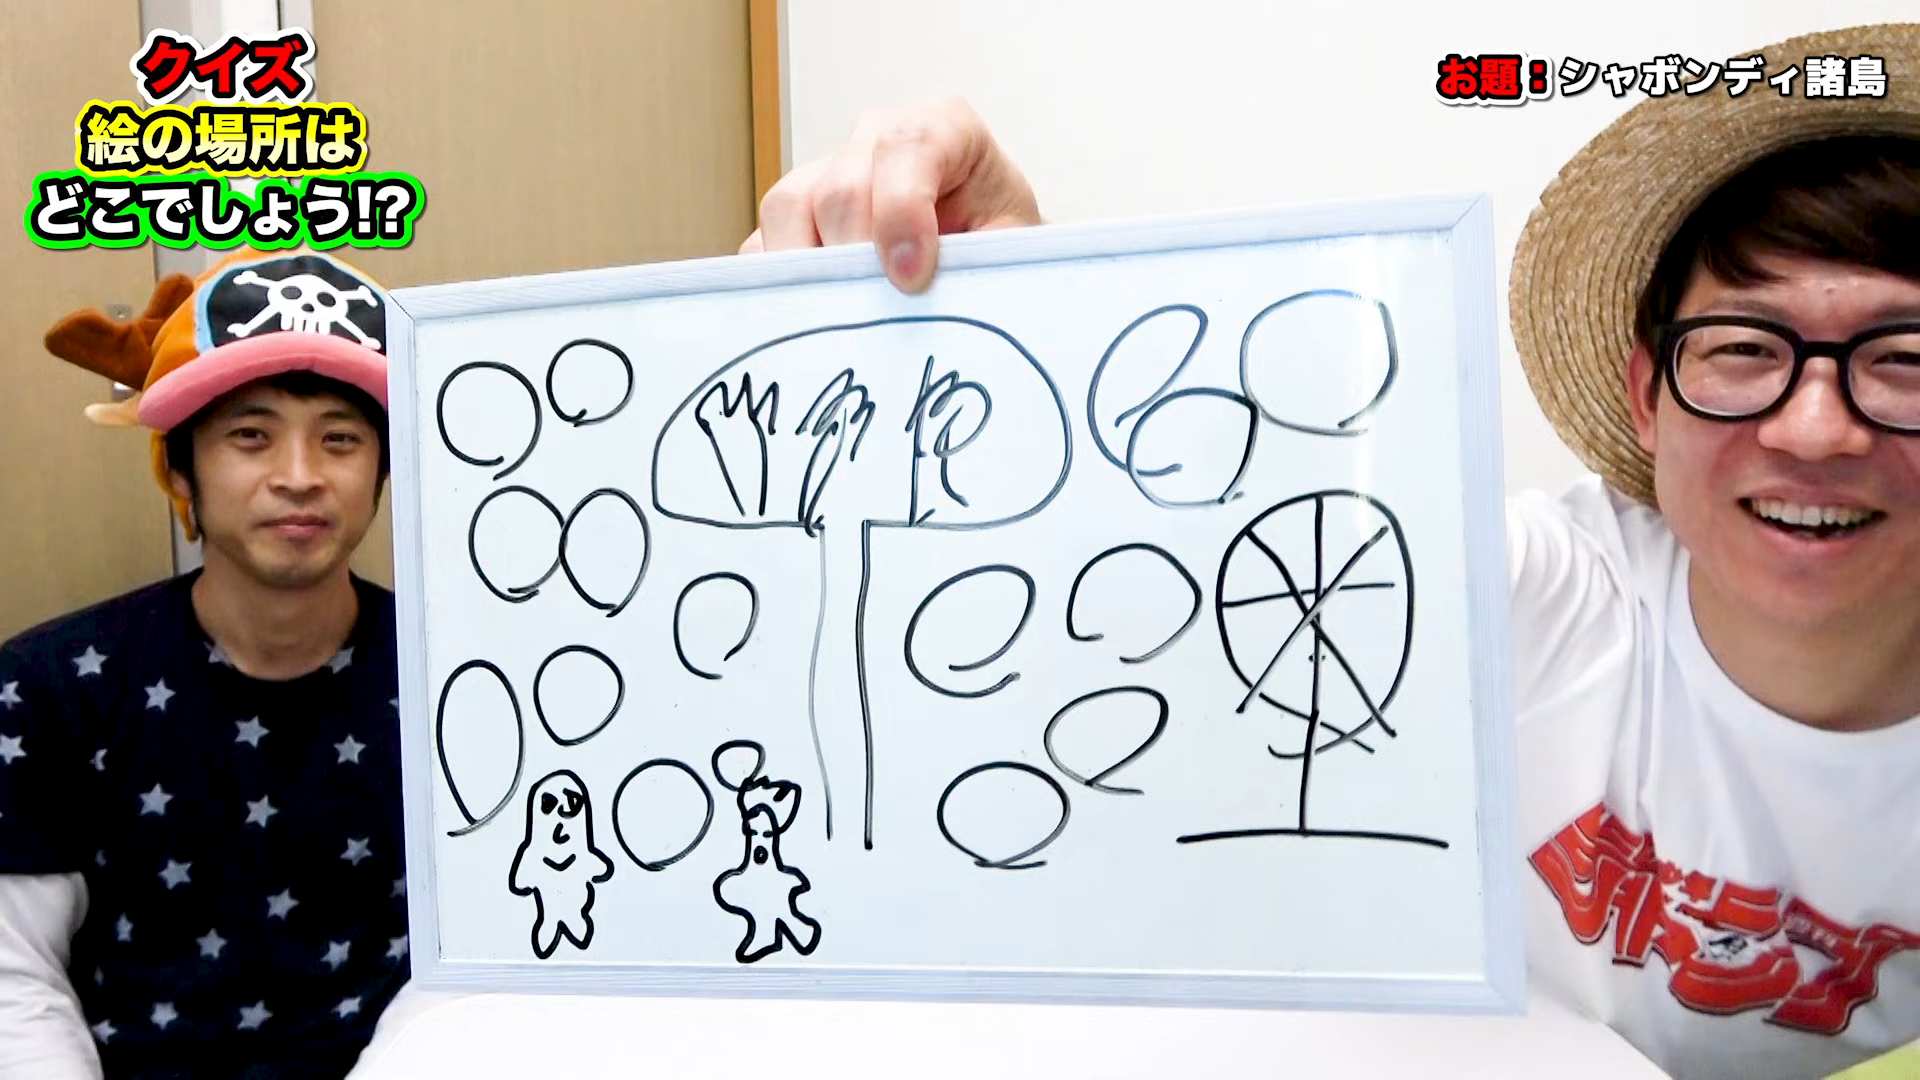 クイズ
絵の場所は
どこでしょう!?
お題：シャボンディ諸島